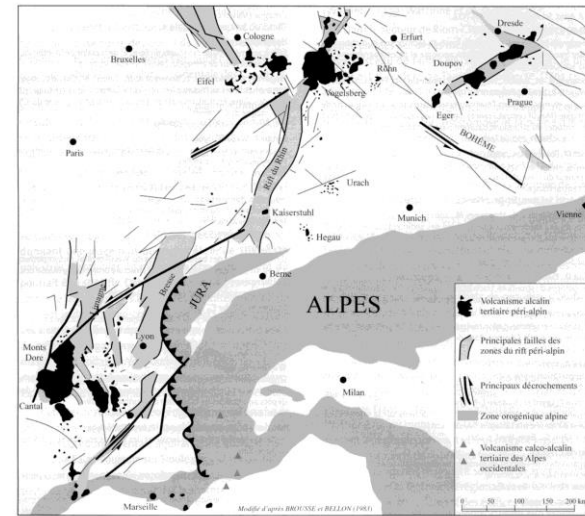 Bruxelles
Cologne
Erfurt
Dresde
Eifel
Vogelsberg
Röhn
Doupov
Eger
Prague
BOHÊME
Paris
Rift du Rhin
Urach
Kaiserstuhl
Hegau
Munich
Vienne
Berne
Limagne
Bresse
JURA
ALPES
Monts
Dore
Lyon
Cantal
Milan
Marseille
Volcanisme alcalin
tertiaire péri-alpin
Principales failles des
zones du rift péri-alpin
Principaux décrochements
Zone orogénique alpine
Volcanisme calco-alcalin
tertiaire des Alpes
occidentales
0 50 100 150 200 km
Modifié d'après BROUSSE et BELLON (1983)